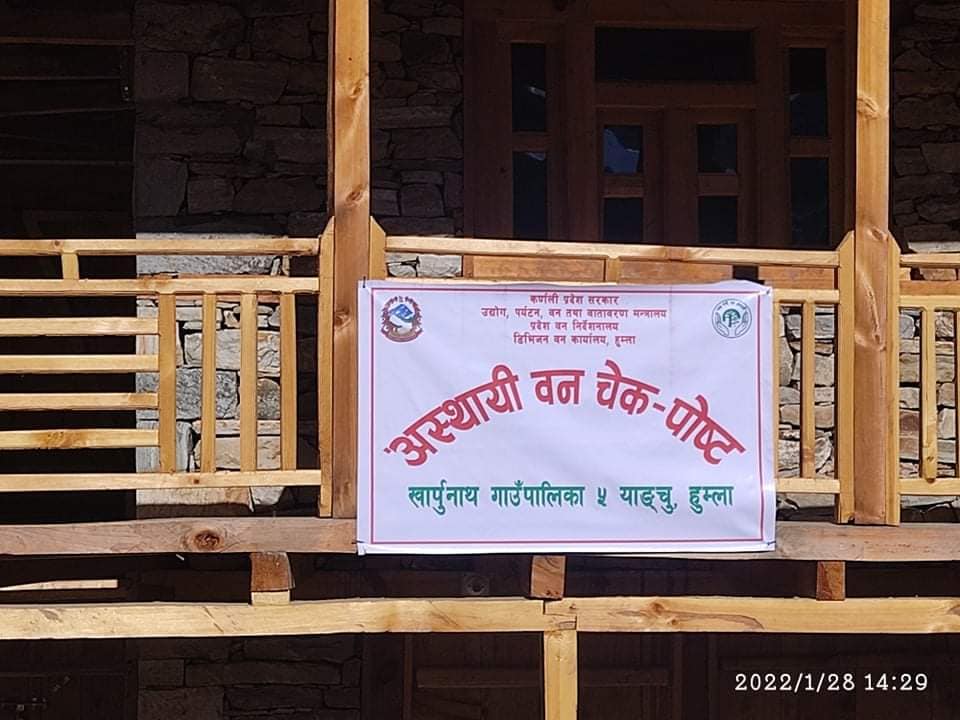 कर्णाली प्रदेश सरकार
उद्योग, पर्यटन, वन तथा वातावरण मन्त्रालय
प्रदेश वन निर्देशनालय
डिभिजन वन कार्यालय, हुम्ला
अस्थायी वन चेक-पोष्ट
खार्पुनाथ गाउँपालिका ५ याङ्चु, हुम्ला
2022/1/28 14:29